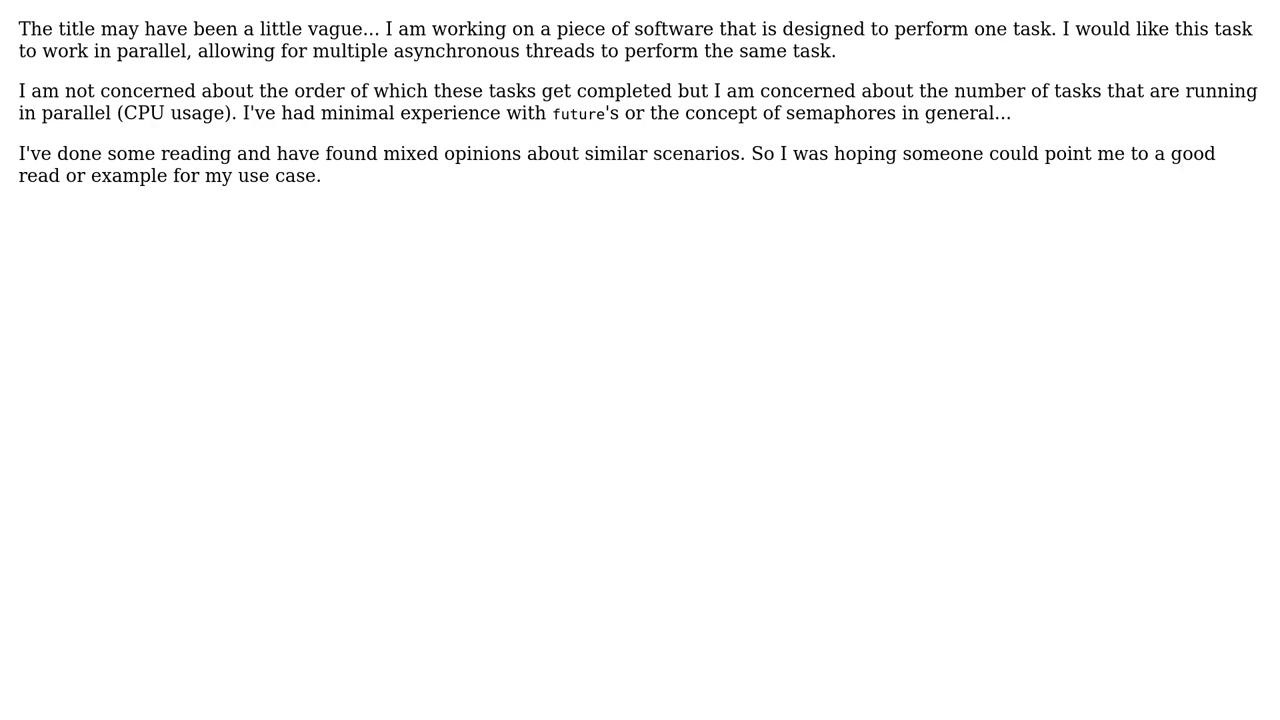 The title may have been a little vague... I am working on a piece of software that is designed to perform one task. I would like this task
to work in parallel, allowing for multiple asynchronous threads to perform the same task.
I am not concerned about the order of which these tasks get completed but I am concerned about the number of tasks that are running
in parallel (CPU usage). I've had minimal experience with future's or the concept of semaphores in general...
I've done some reading and have found mixed opinions about similar scenarios. So I was hoping someone could point me to a good
read or example for my use case.